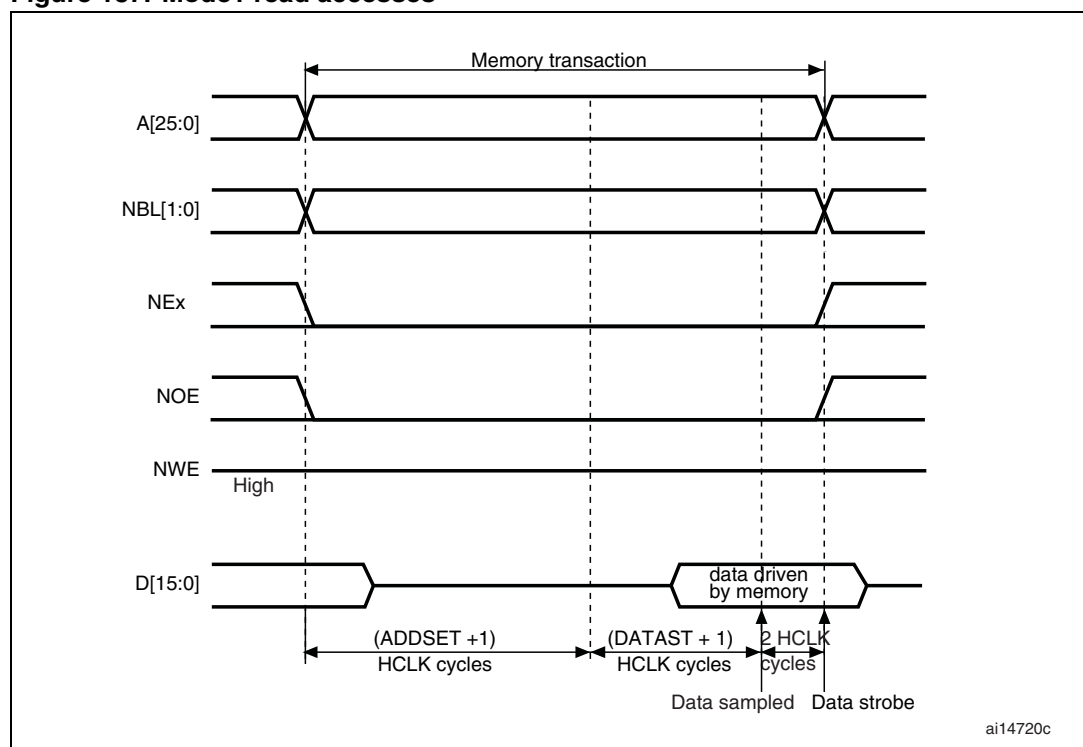 Figure 187. Mode1 read accesses
Memory transaction
A[25:0]
NBL[1:0]
NEx
NOE
NWE
High
D[15:0]
data driven
by memory
(ADDSET +1)
HCLK cycles
(DATAST + 1)
HCLK cycles
2 HCLK
cycles
Data sampled
Data strobe
ai14720c